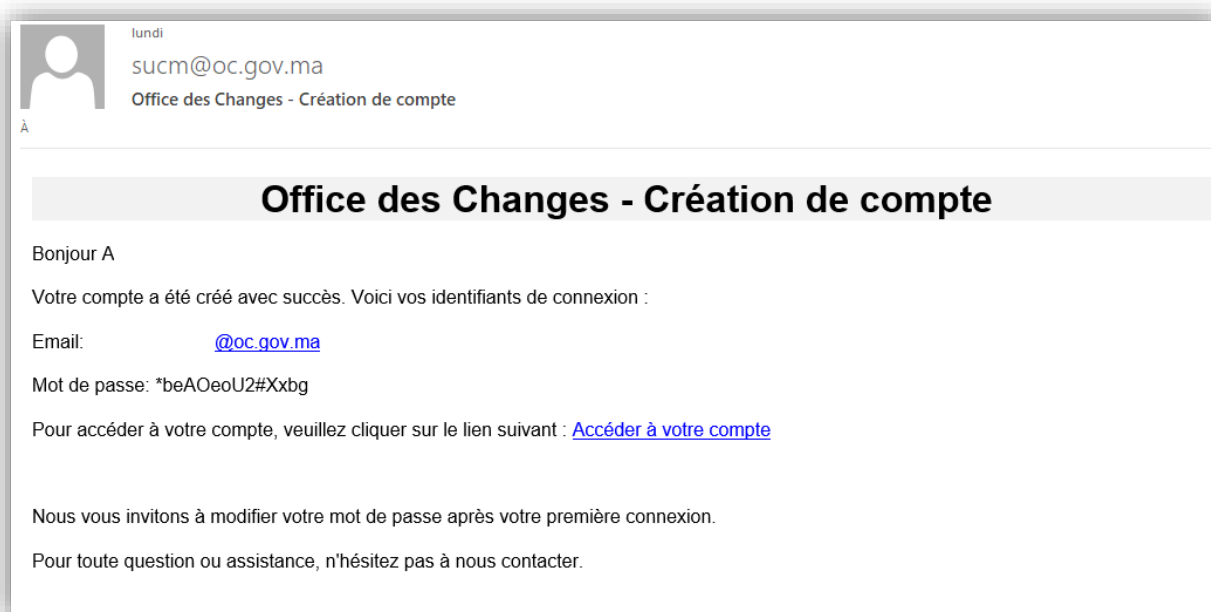 lundi
sucm@oc.gov.ma
Office des Changes - Création de compte
À
Office des Changes - Création de compte
Bonjour A
Votre compte a été créé avec succès. Voici vos identifiants de connexion :
Email: @oc.gov.ma
Mot de passe: *beAOeoU2#Xxbg
Pour accéder à votre compte, veuillez cliquer sur le lien suivant : Accéder à votre compte
Nous vous invitons à modifier votre mot de passe après votre première connexion.
Pour toute question ou assistance, n'hésitez pas à nous contacter.